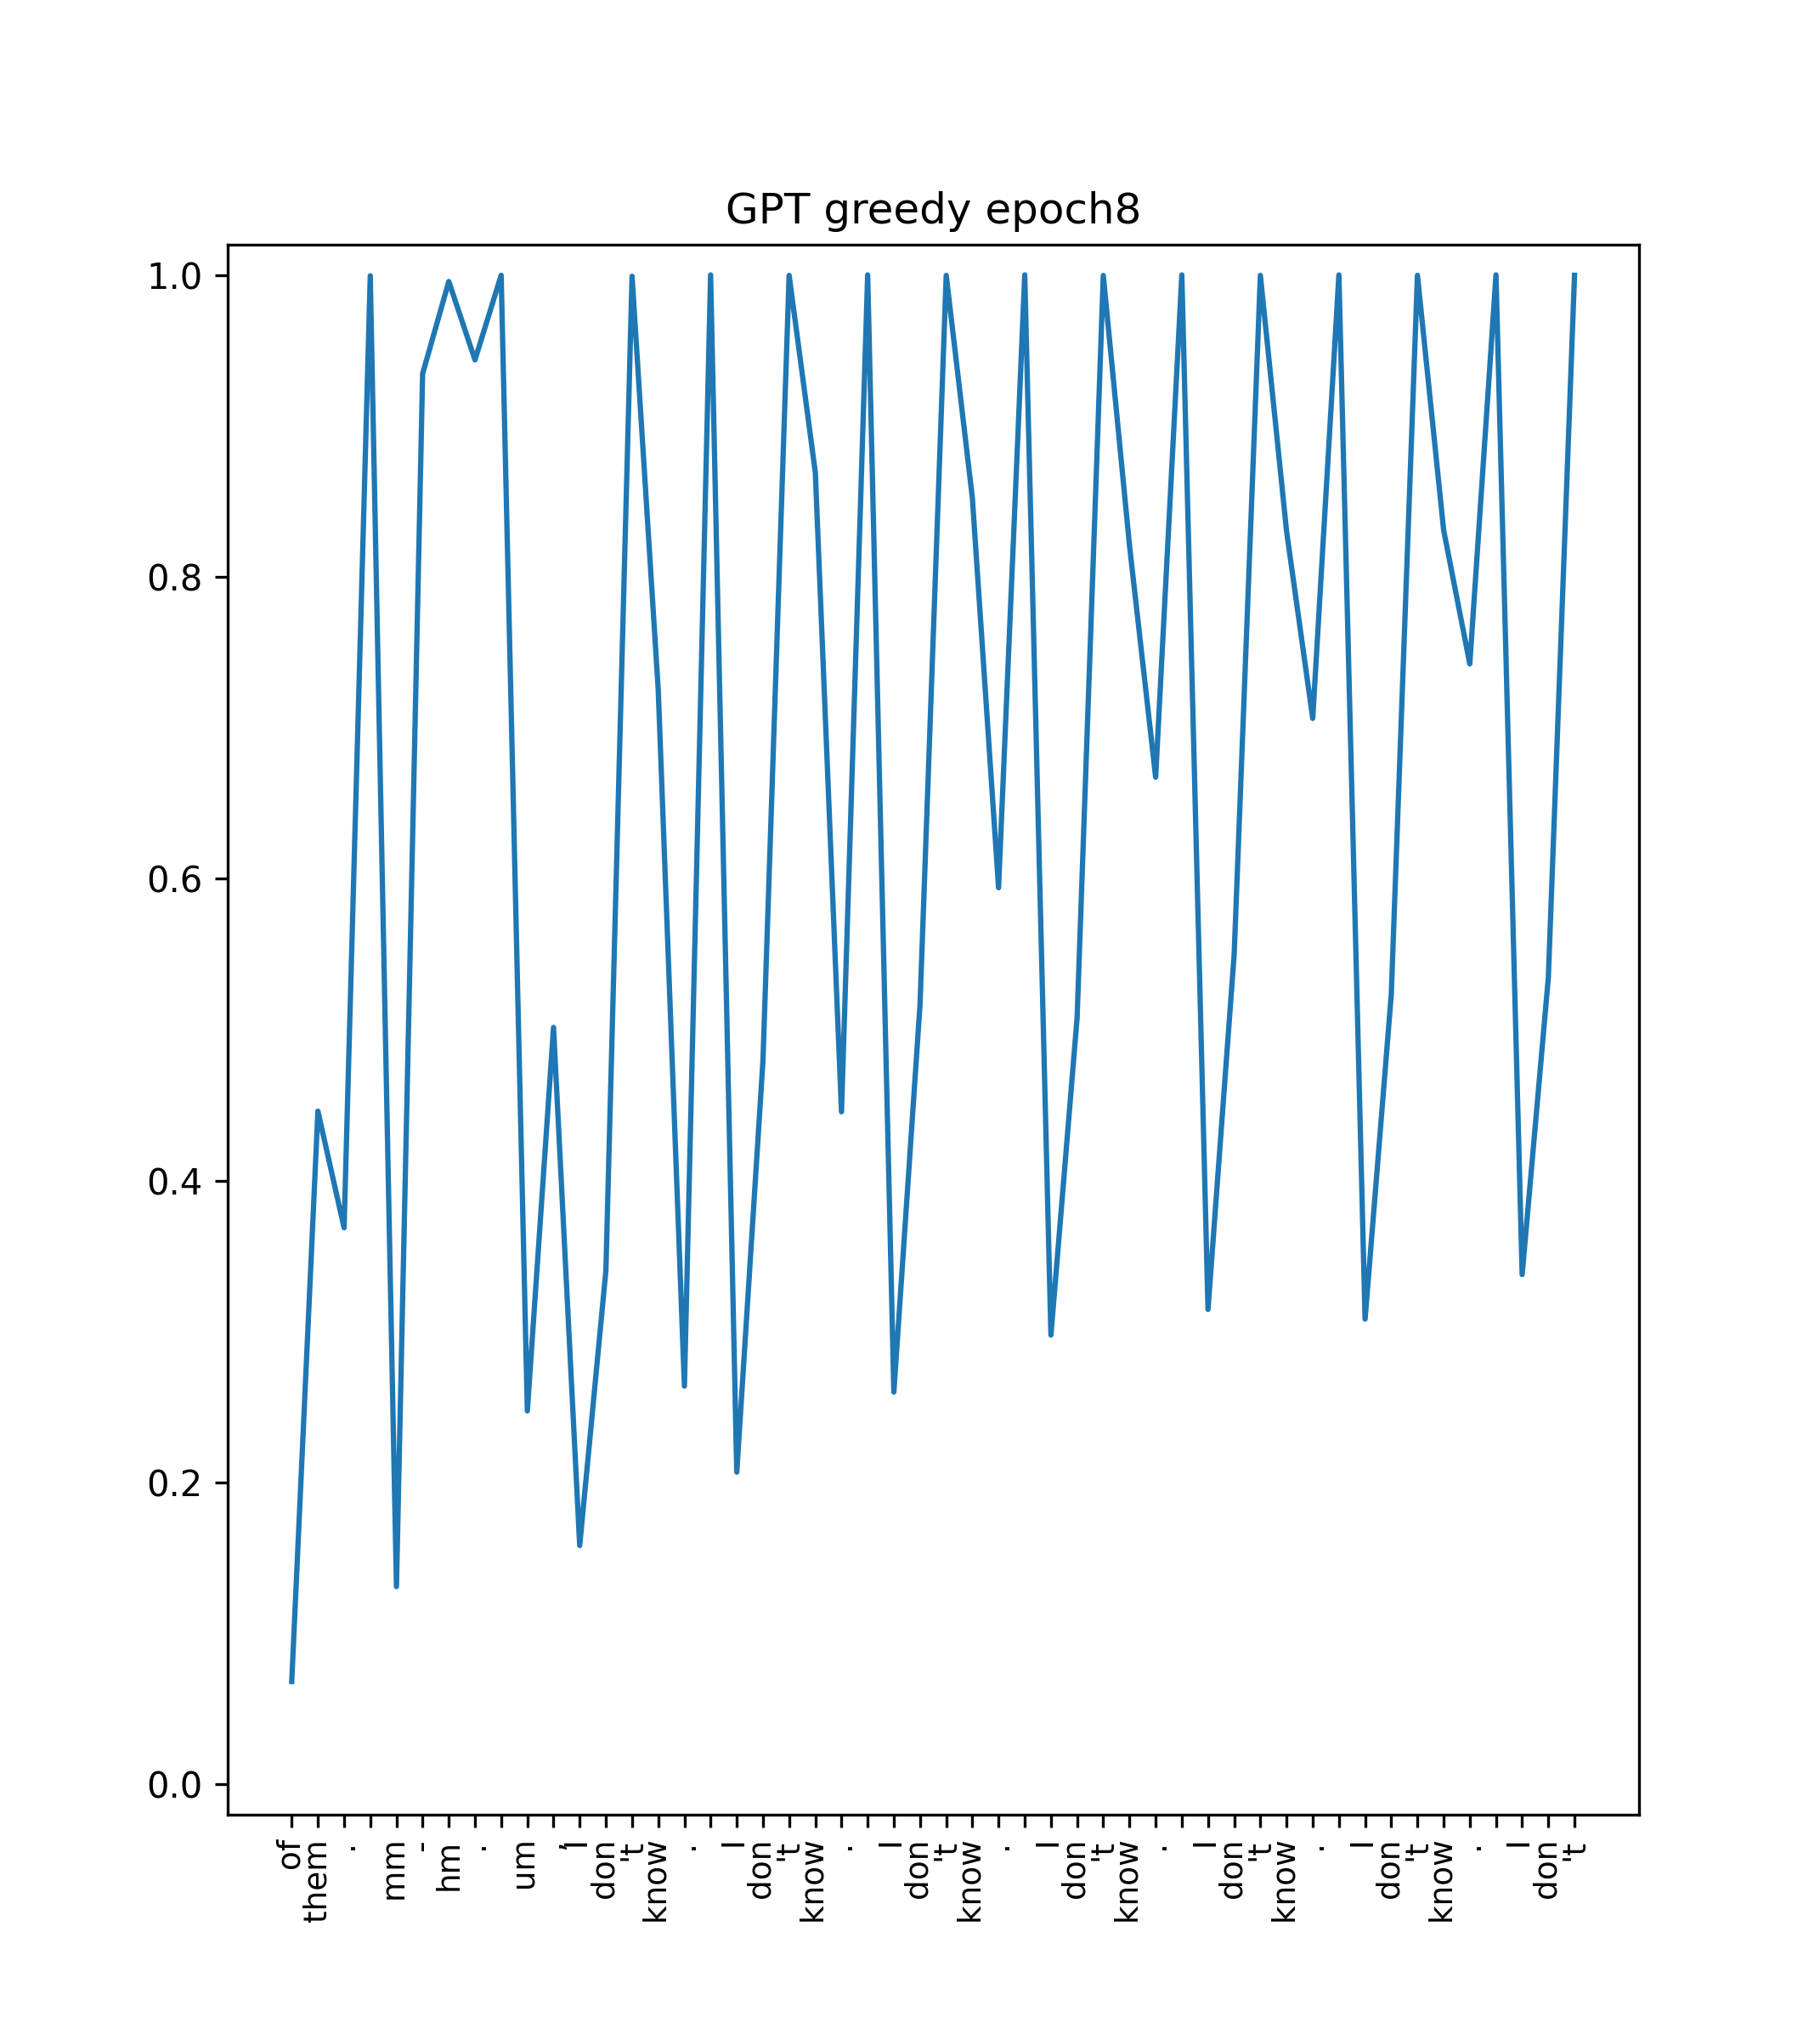 GPT greedy epoch8
1.0
0.8
0.6
0.4
0.2
0.0
of
them
.
mm
-
hm
.
um
,
I
don
't
know
.
I
don
't
know
.
I
don
't
know
.
I
don
't
know
.
I
don
't
know
.
I
don
't
know
.
I
don
't